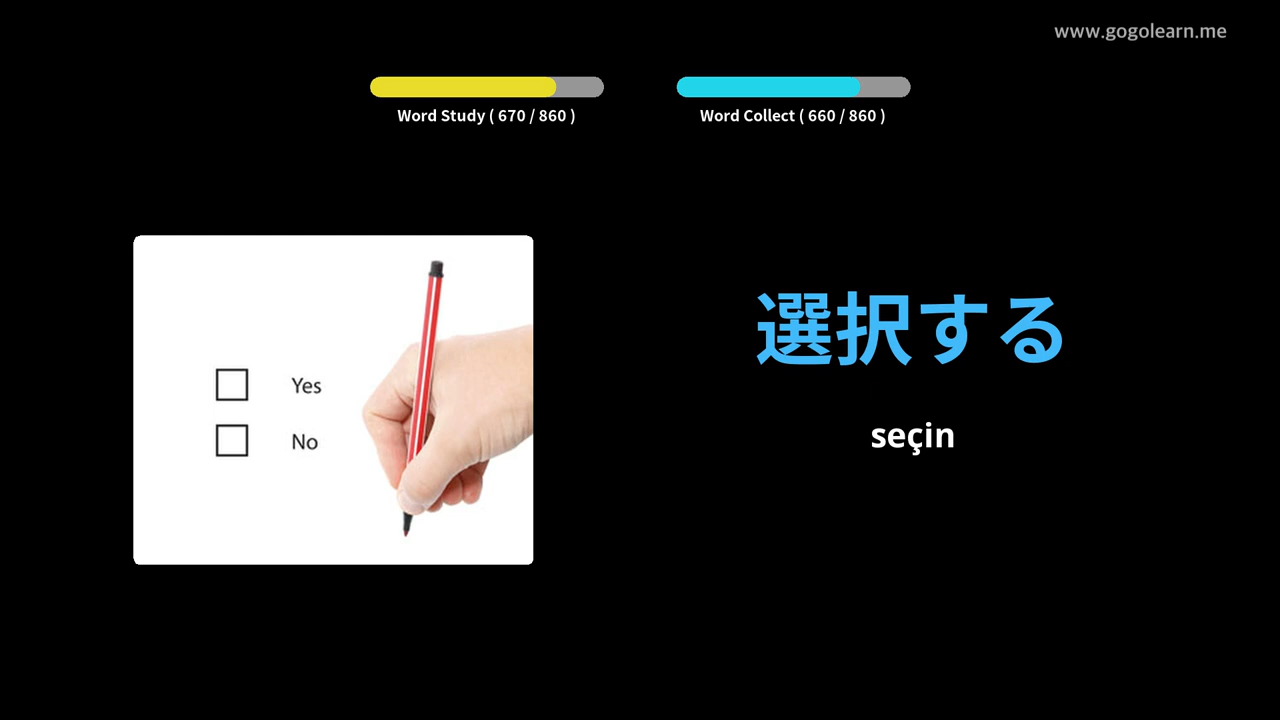 www.gogolearn.me
Word Study ( 670 / 860 )
Word Collect ( 660 / 860 )
Yes
No
選択する
seçin